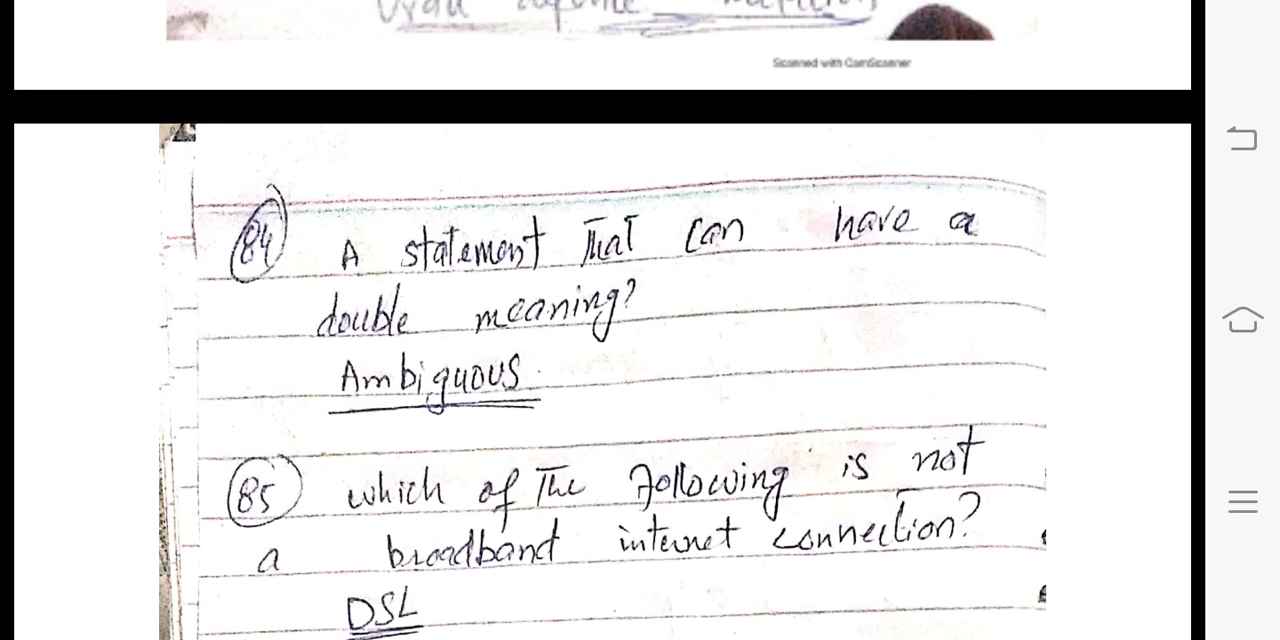 Scanned with CamScanner
84 A statement That can have a
double meaning?
Ambiguous.
85 which of The Following is not
a broadband internet connection?
DSL